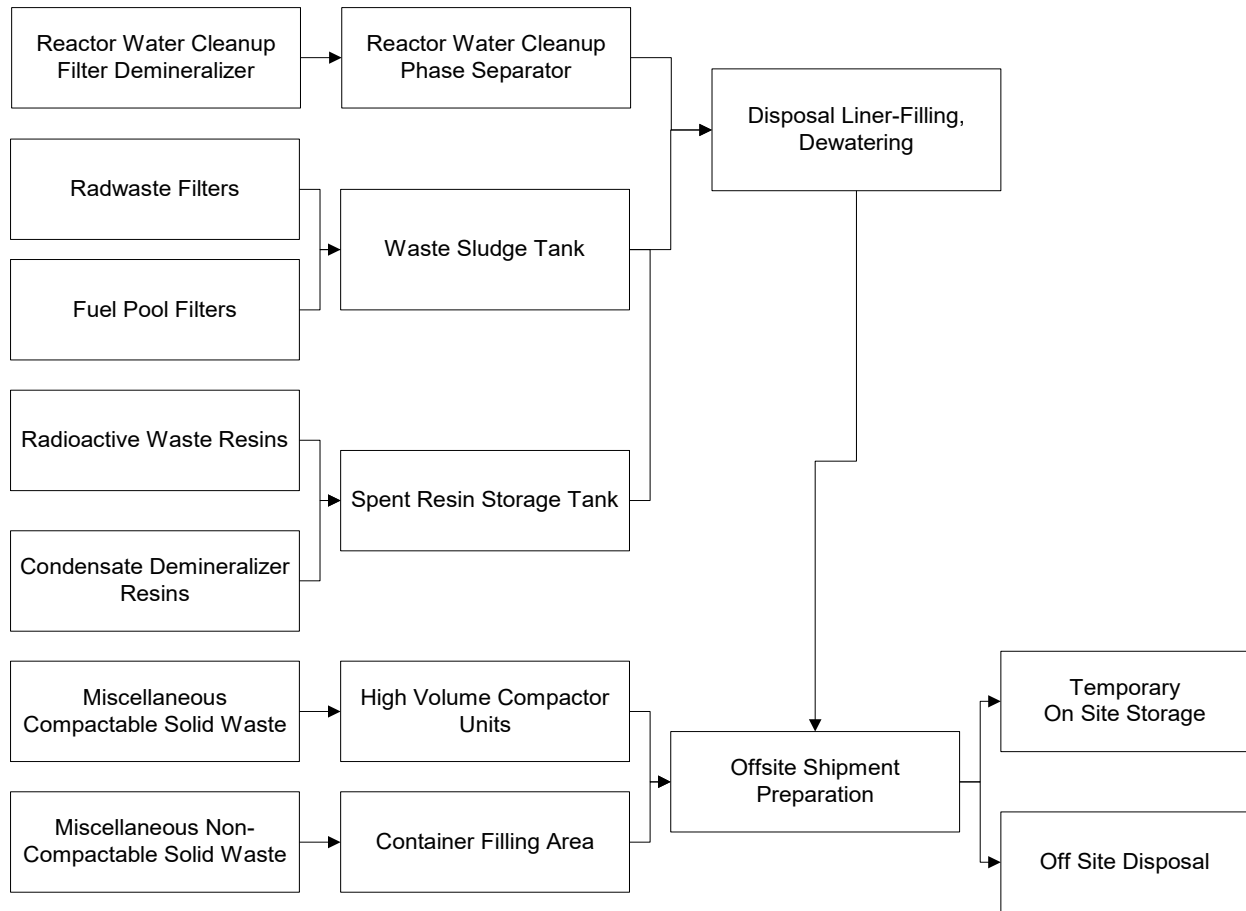 Reactor Water Cleanup
Filter Demineralizer
Reactor Water Cleanup
Phase Separator
Disposal Liner-Filling,
Dewatering
Radwaste Filters
Waste Sludge Tank
Fuel Pool Filters
Radioactive Waste Resins
Spent Resin Storage Tank
Condensate Demineralizer
Resins
Miscellaneous
Compactable Solid Waste
High Volume Compactor
Units
Temporary
On Site Storage
Offsite Shipment
Preparation
Miscellaneous Non-
Compactable Solid Waste
Container Filling Area
Off Site Disposal